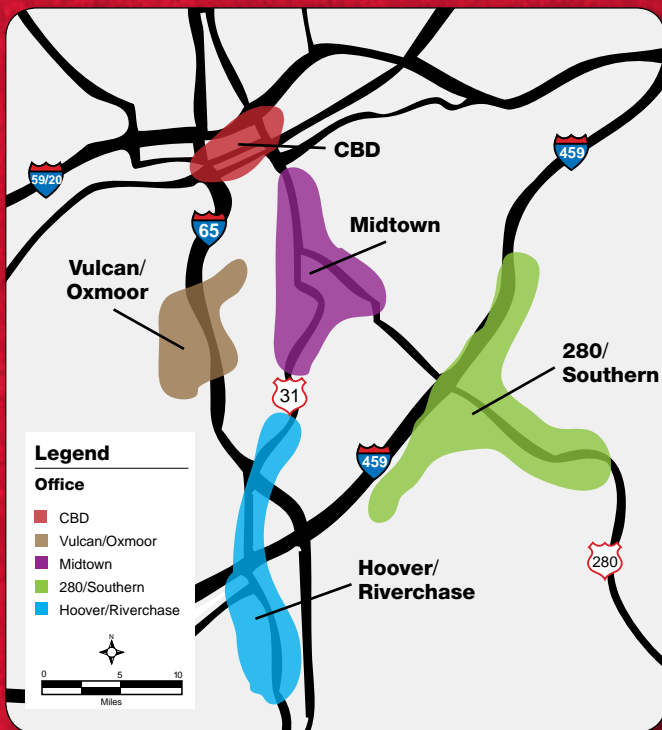 CBD
459
59/20
65
Midtown
Vulcan/
Oxmoor
280/
Southern
31
459
Legend
Office
CBD
Vulcan/Oxmoor
Midtown
280/Southern
Hoover/Riverchase
N
0 5 10
Miles
Hoover/
Riverchase
280